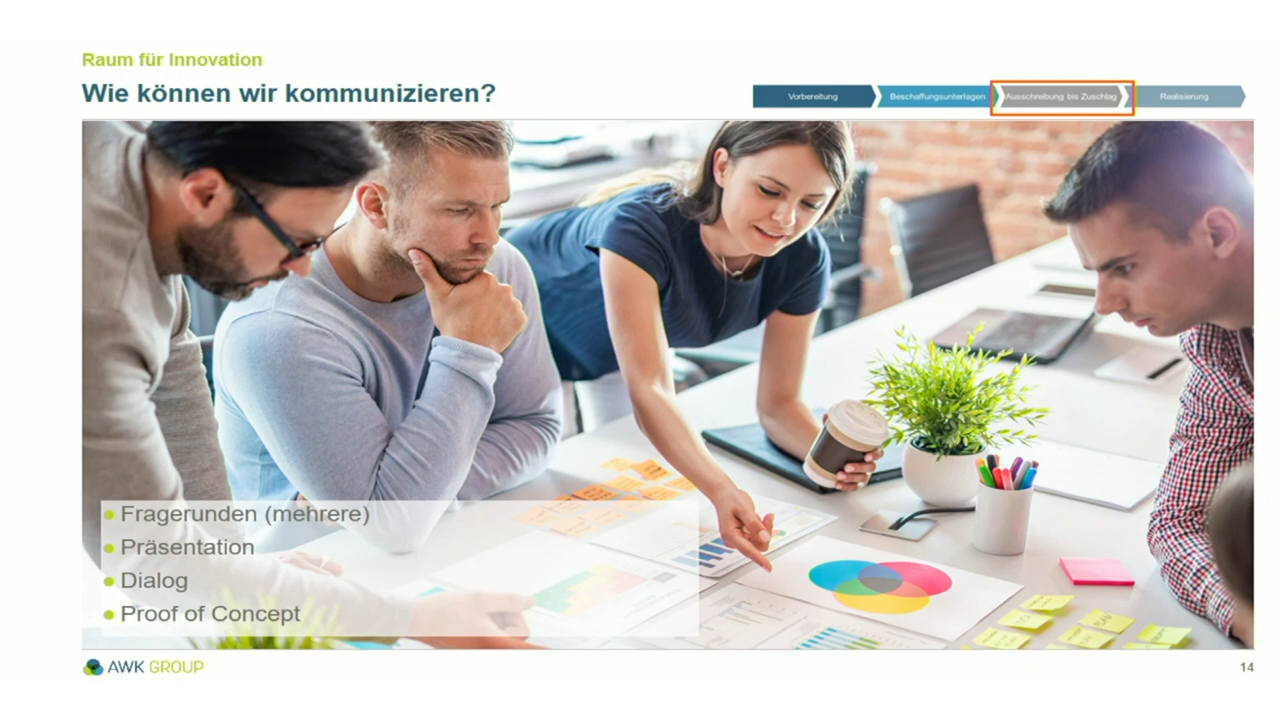 Raum für Innovation
Wie können wir kommunizieren?
Vorbereitung
Beschaffungsunterlagen
Ausschreibung bis Zuschlag
Realisierung
Fragerunden (mehrere)
Präsentation
Dialog
Proof of Concept
AWK GROUP
14